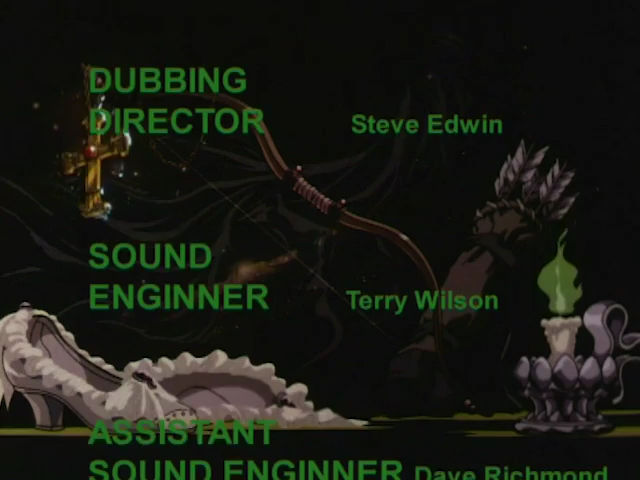 DUBBING
DIRECTOR Steve Edwin
SOUND
ENGINNER Terry Wilson
ASSISTANT
SOUND ENGINNER Dave Richmond